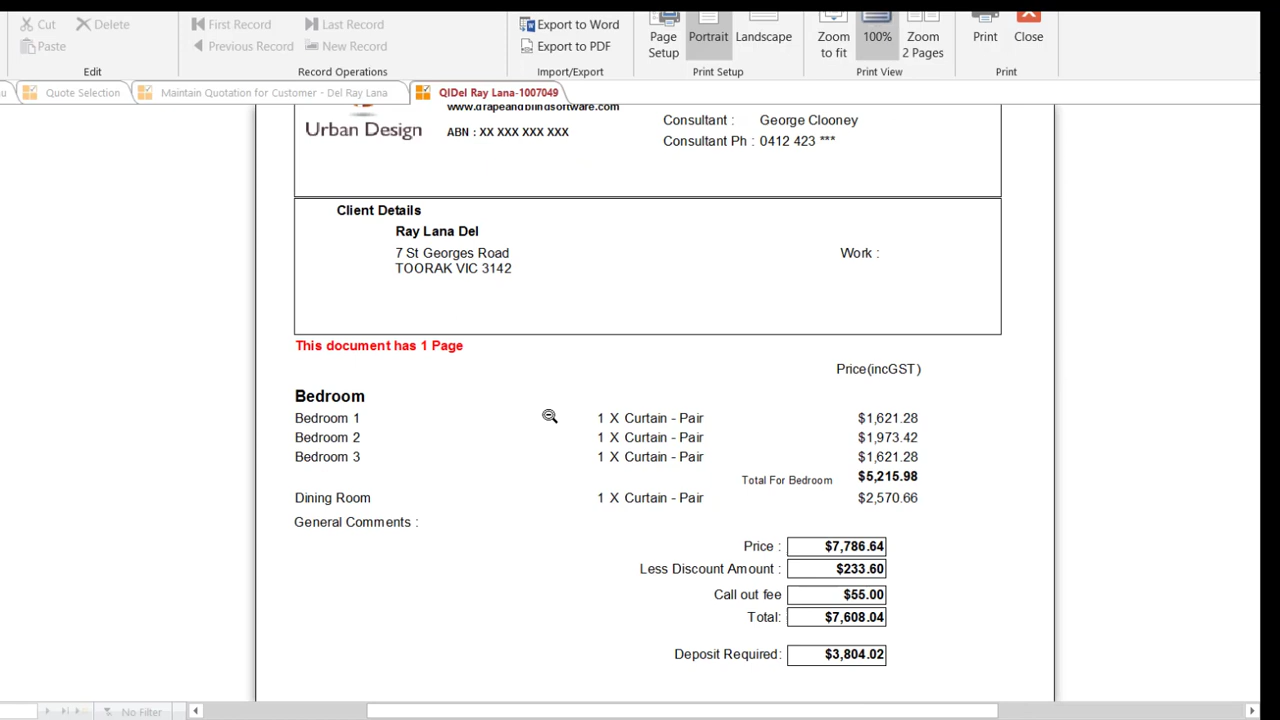 Cut Delete
Paste
Edit
First Record Last Record
Previous Record New Record
Record Operations
Export to Word
Export to PDF
Import/Export
Page Setup Portrait Landscape
Print Setup
Zoom to fit 100% Zoom 2 Pages
Print View
Print Close
Print
u Quote Selection Maintain Quotation for Customer - Del Ray Lana QIDel Ray Lana-1007049
www.drapeandblindsoftware.com
Urban Design
ABN : XX XXX XXX XXX
Consultant : George Clooney
Consultant Ph : 0412 423 ***
Client Details
Ray Lana Del
7 St Georges Road Work :
TOORAK VIC 3142
This document has 1 Page
Price(incGST)
Bedroom
Bedroom 1 1 X Curtain - Pair $1,621.28
Bedroom 2 1 X Curtain - Pair $1,973.42
Bedroom 3 1 X Curtain - Pair $1,621.28
Total For Bedroom $5,215.98
Dining Room 1 X Curtain - Pair $2,570.66
General Comments :
Price : $7,786.64
Less Discount Amount : $233.60
Call out fee $55.00
Total: $7,608.04
Deposit Required: $3,804.02
No Filter